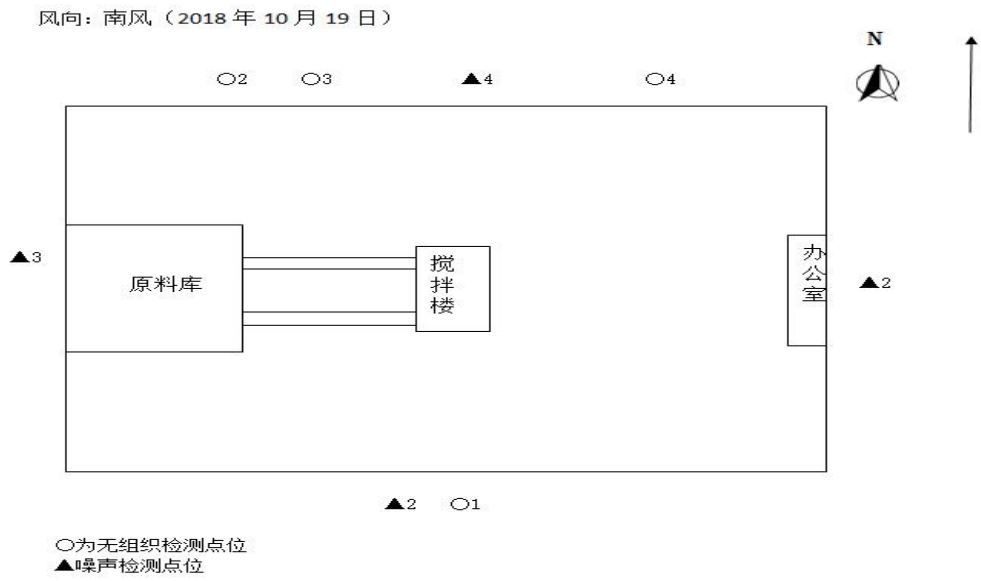 风向：南风（2018 年 10 月 19 日）
N
○2 ○3 ▲4 ○4
▲3
原料库
搅拌楼
办公室
▲2
▲2 ○1
○为无组织检测点位
▲噪声检测点位